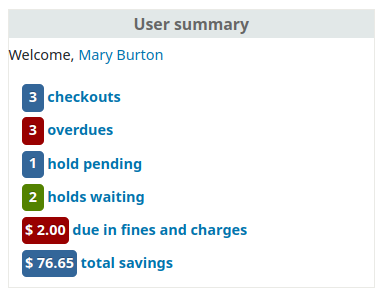 User summary
Welcome, Mary Burton
3 checkouts
3 overdues
1 hold pending
2 holds waiting
$ 2.00 due in fines and charges
$ 76.65 total savings